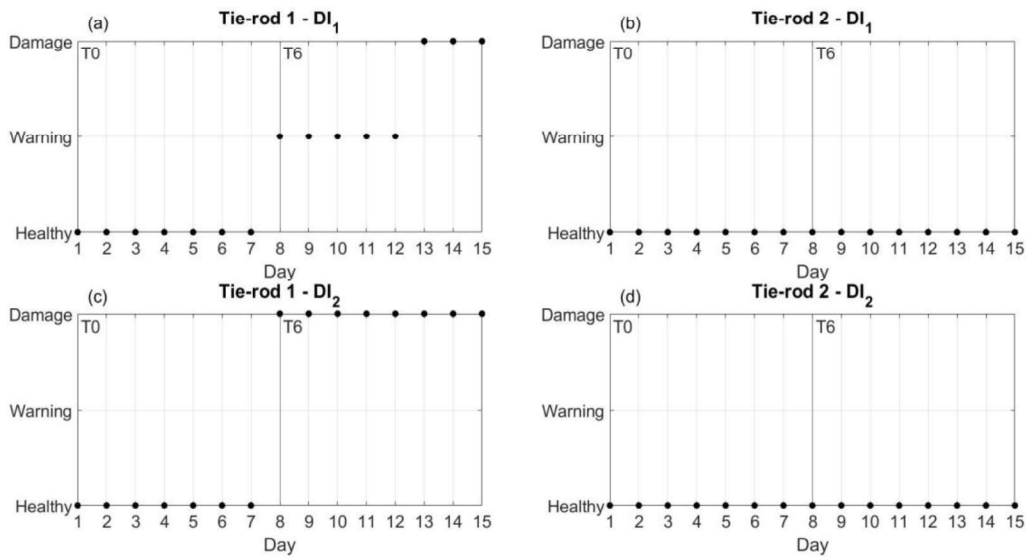 (a) Tie-rod 1 - DI₁
Damage
T0 T6
Warning
Healthy
1 2 3 4 5 6 7 8 9 10 11 12 13 14 15
Day
(b) Tie-rod 2 - DI₁
Damage
T0 T6
Warning
Healthy
1 2 3 4 5 6 7 8 9 10 11 12 13 14 15
Day
(c) Tie-rod 1 - DI₂
Damage
T0 T6
Warning
Healthy
1 2 3 4 5 6 7 8 9 10 11 12 13 14 15
Day
(d) Tie-rod 2 - DI₂
Damage
T0 T6
Warning
Healthy
1 2 3 4 5 6 7 8 9 10 11 12 13 14 15
Day